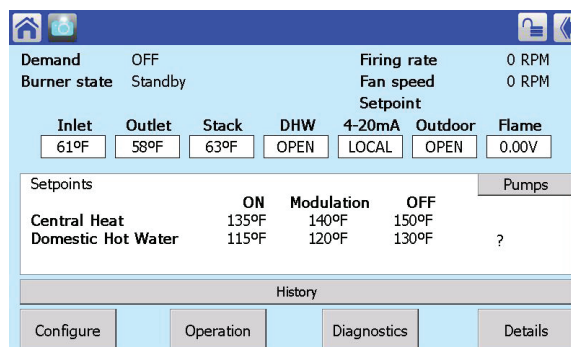 Demand OFF Firing rate 0 RPM
Burner state Standby Fan speed 0 RPM
Setpoint
Inlet Outlet Stack DHW 4-20mA Outdoor Flame
61ºF 58ºF 63ºF OPEN LOCAL OPEN 0.00V
Setpoints Pumps
ON Modulation OFF
Central Heat 135ºF 140ºF 150ºF
Domestic Hot Water 115ºF 120ºF 130ºF ?
History
Configure Operation Diagnostics Details